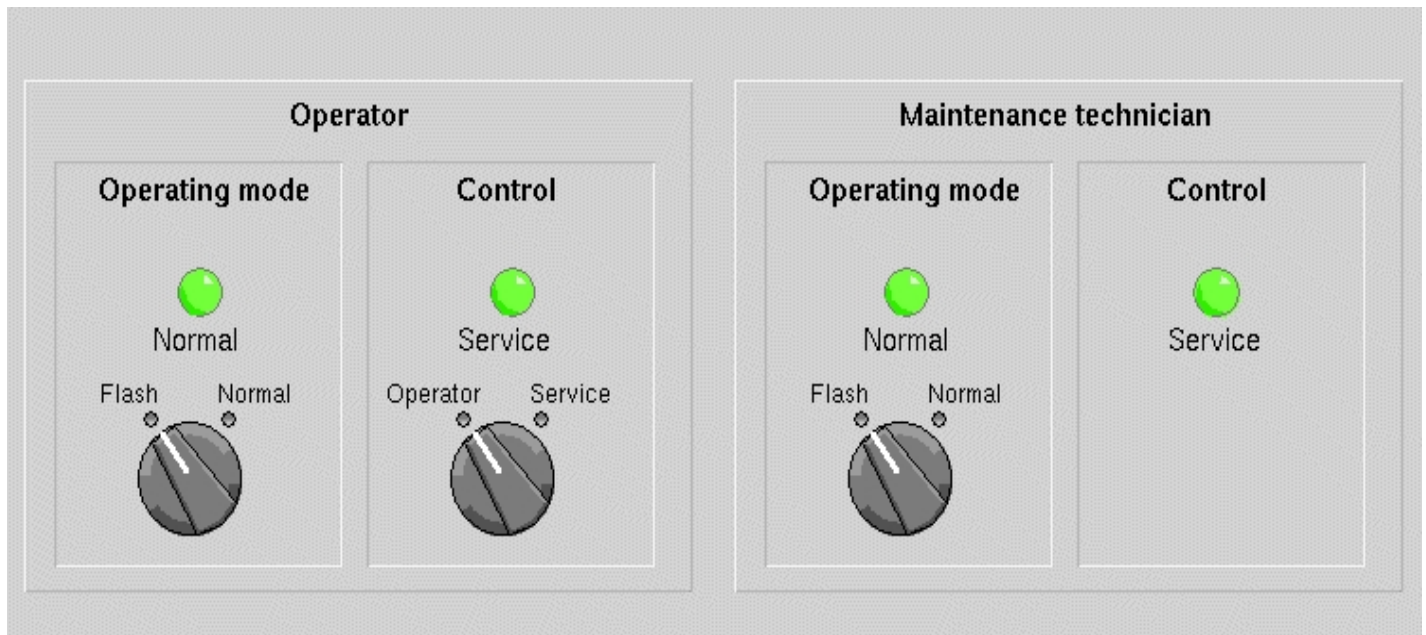 Operator
Operating mode
Control
Normal
Service
Flash
Normal
Operator
Service
Maintenance technician
Operating mode
Control
Normal
Service
Flash
Normal